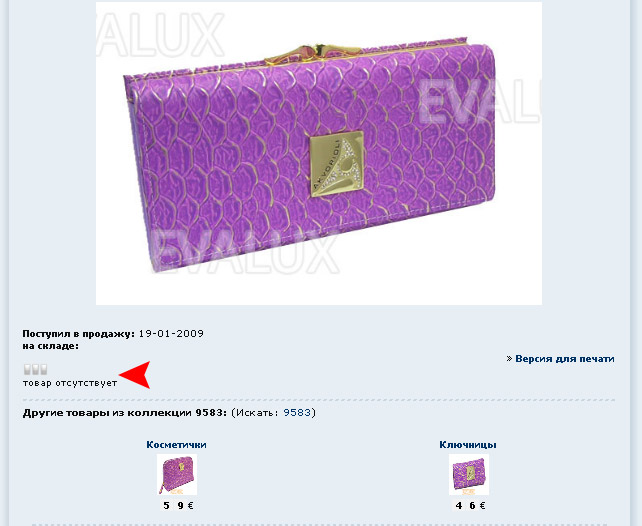 EVALUX
EVALUX
AKYORIOLI
EVALUX
Поступил в продажу: 19-01-2009
на складе:
» Версия для печати
товар отсутствует
Другие товары из коллекции 9583: (Искать: 9583)
Косметички
Ключницы
5 9 €
4 6 €